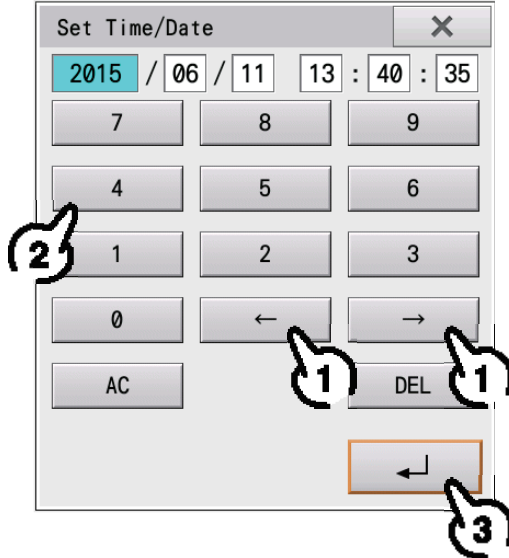 Set Time/Date ×
2015 / 06 / 11 13 : 40 : 35
7 8 9
4 5 6
2
1 2 3
0 ← →
1 1
AC DEL
↵
3